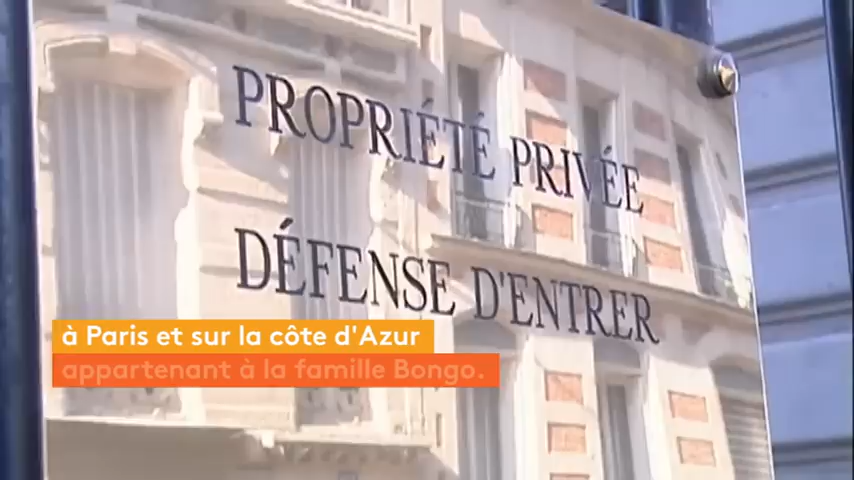 PROPRIÉTÉ PRIVÉE
DÉFENSE D'ENTRER
à Paris et sur la côte d'Azur
appartenant à la famille Bongo.